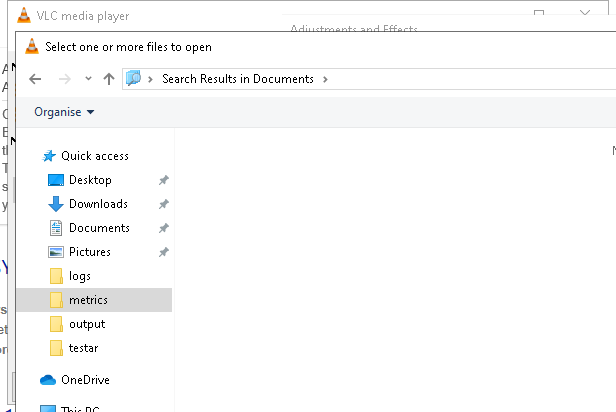 VLC media player
Adjustments and Effects
Select one or more files to open
Search Results in Documents
Organise
Quick access
Desktop
Downloads
Documents
Pictures
logs
metrics
output
testar
OneDrive
This PC